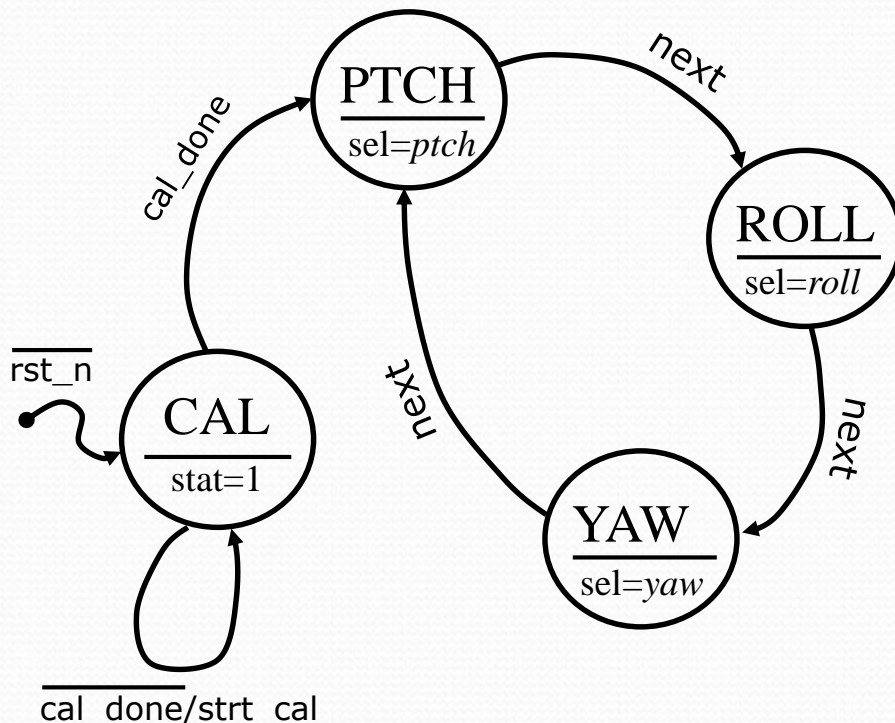 PTCH
sel=ptch
next
cal_done
ROLL
sel=roll
rst_n
next
next
CAL
stat=1
YAW
sel=yaw
cal_done/strt_cal